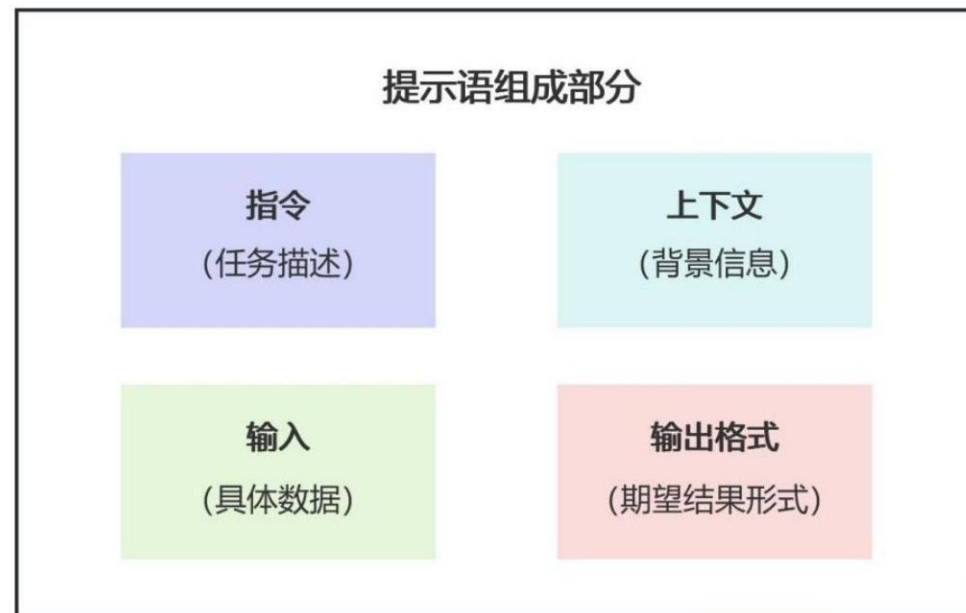 提示语组成部分
指令
(任务描述)
上下文
(背景信息)
输入
(具体数据)
输出格式
(期望结果形式)